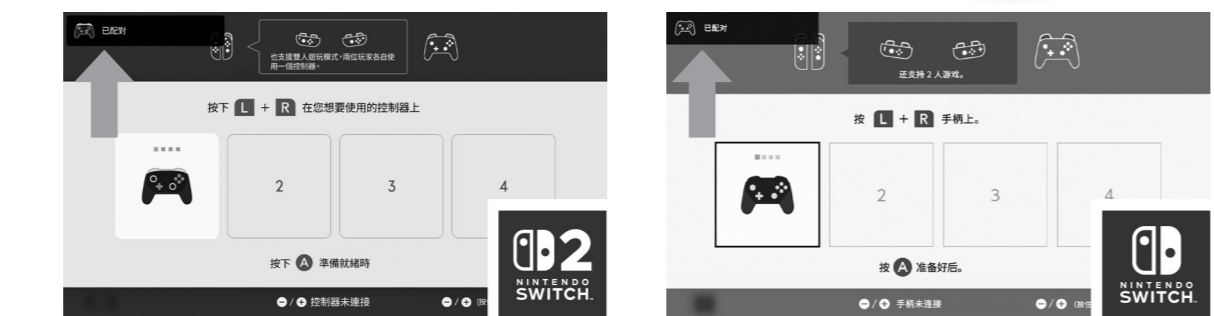 已配对
也支援雙人遊玩模式，兩位玩家各自使
用一個控制器。
按下 L + R 在您想要使用的控制器上
2
3
4
按下 A 準備就緒時
⊖/⊕ 控制器未連接
⊖/⊕
2
NINTENDO
SWITCH
已配对
还支持 2 人游戏。
按 L + R 手柄上。
2
3
4
按 A 准备好后。
⊖/⊕ 手柄未连接
⊖/⊕
NINTENDO
SWITCH